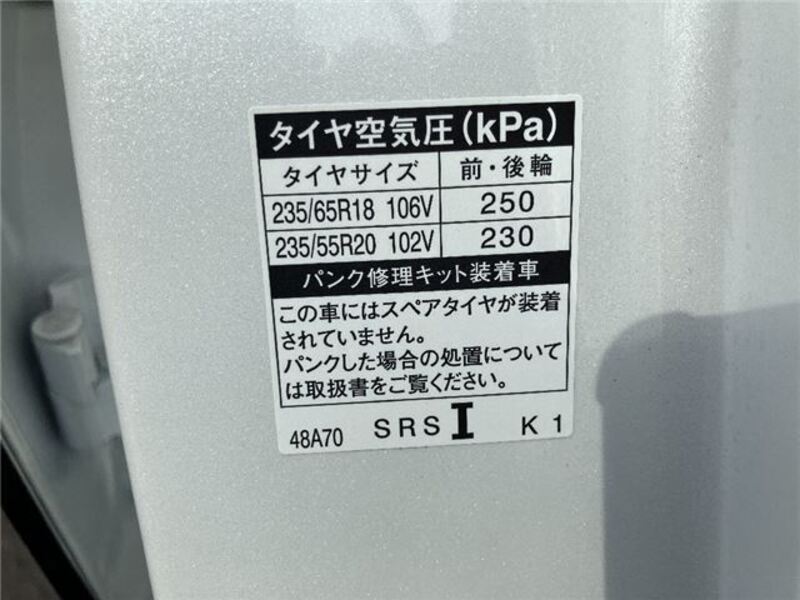 タイヤ空気圧(kPa)
タイヤサイズ 前・後輪
235/65R18 106V 250
235/55R20 102V 230
パンク修理キット装着車
この車にはスペアタイヤが装着
されていません。
パンクした場合の処置について
は取扱書をご覧ください。
48A70 SRS I K1